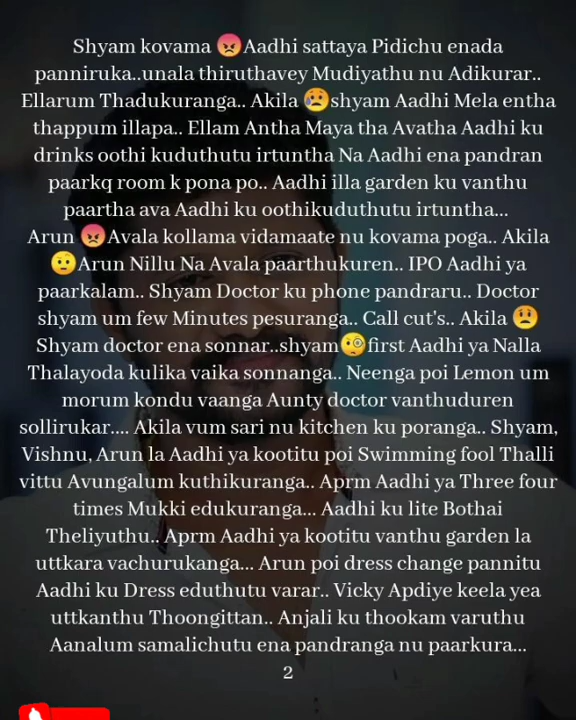 Shyam kovama 😡Aadhi sattaya Pidichu enada
panniruka..unala thiruthavey Mudiyathu nu Adikurar..
Ellarum Thadukuranga.. Akila 😥shyam Aadhi Mela entha
thappum illapa.. Ellam Antha Maya tha Avatha Aadhi ku
drinks oothi kuduthutu irtuntha Na Aadhi ena pandran
paarkq room k pona po.. Aadhi illa garden ku vanthu
paartha ava Aadhi ku oothikuduthutu irtuntha...
Arun 😡Avala kollama vidamaate nu kovama poga.. Akila
🤨Arun Nillu Na Avala paarthukuren.. IPO Aadhi ya
paarkalam.. Shyam Doctor ku phone pandraru.. Doctor
shyam um few Minutes pesuranga.. Call cut's.. Akila 😟
Shyam doctor ena sonnar..shyam🧐first Aadhi ya Nalla
Thalayoda kulika vaika sonnanga.. Neenga poi Lemon um
morum kondu vaanga Aunty doctor vanthuduren
sollirukar.... Akila vum sari nu kitchen ku poranga.. Shyam,
Vishnu, Arun la Aadhi ya kootitu poi Swimming fool Thalli
vittu Avungalum kuthikuranga.. Aprm Aadhi ya Three four
times Mukki edukuranga... Aadhi ku lite Bothai
Theliyuthu.. Aprm Aadhi ya kootitu vanthu garden la
uttkara vachurukanga... Arun poi dress change pannitu
Aadhi ku Dress eduthutu varar.. Vicky Apdiye keela yea
uttkanthu Thoongittan.. Anjali ku thookam varuthu
Aanalum samalichutu ena pandranga nu paarkura...
2